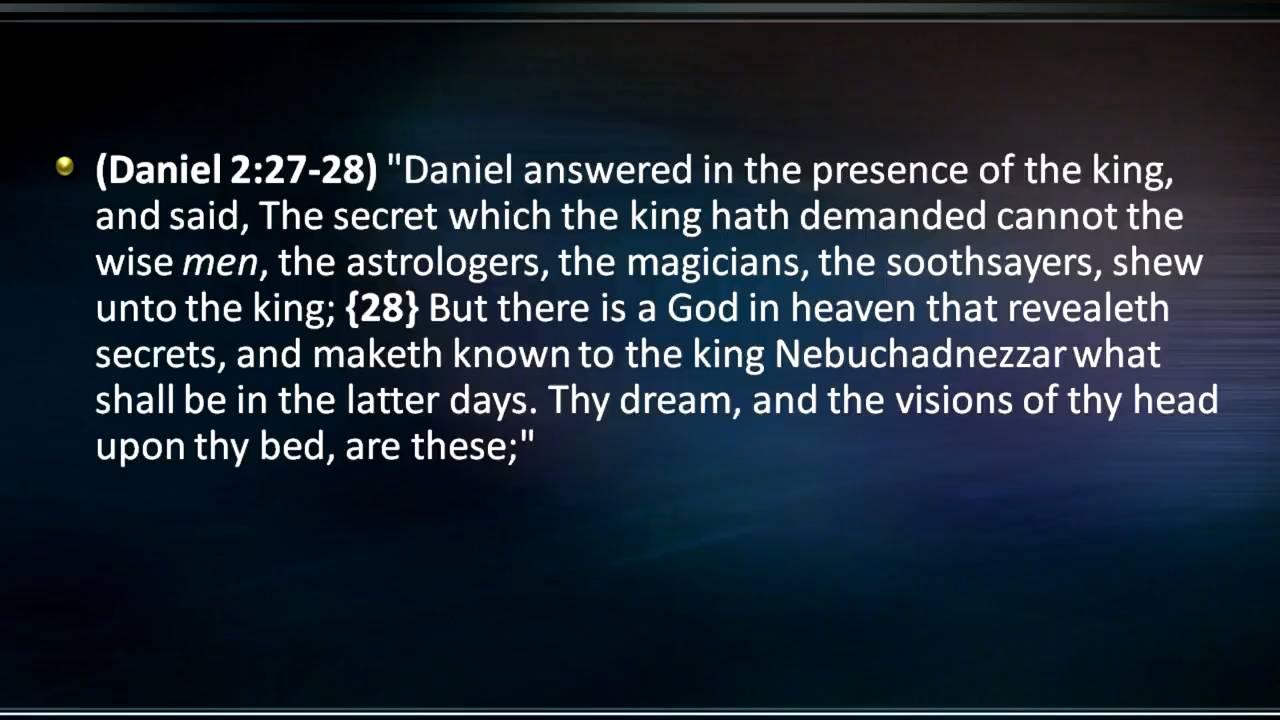 (Daniel 2:27-28) "Daniel answered in the presence of the king,
and said, The secret which the king hath demanded cannot the
wise men, the astrologers, the magicians, the soothsayers, shew
unto the king; {28} But there is a God in heaven that revealeth
secrets, and maketh known to the king Nebuchadnezzar what
shall be in the latter days. Thy dream, and the visions of thy head
upon thy bed, are these;"